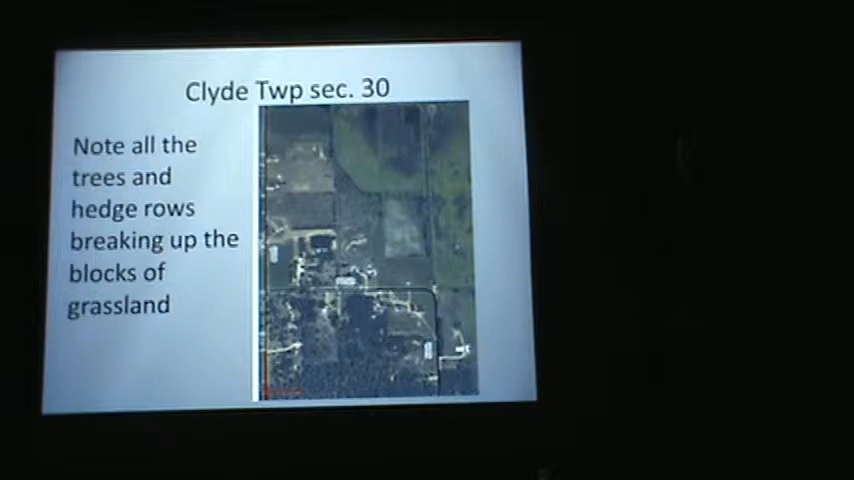 Clyde Twp sec. 30
Note all the
trees and
hedge rows
breaking up the
blocks of
grassland